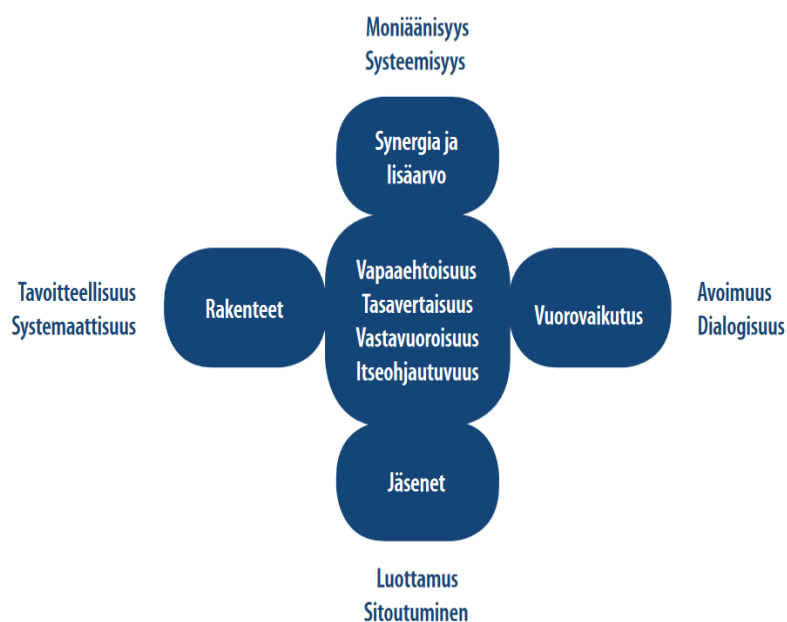 Moniäänisyys
Systeemisyys
Synergia ja
lisäarvo
Tavoitteellisuus
Systemaattisuus
Rakenteet
Vapaaehtoisuus
Tasavertaisuus
Vastavuoroisuus
Itseohjautuvuus
Vuorovaikutus
Avoimuus
Dialogisuus
Jäsenet
Luottamus
Sitoutuminen